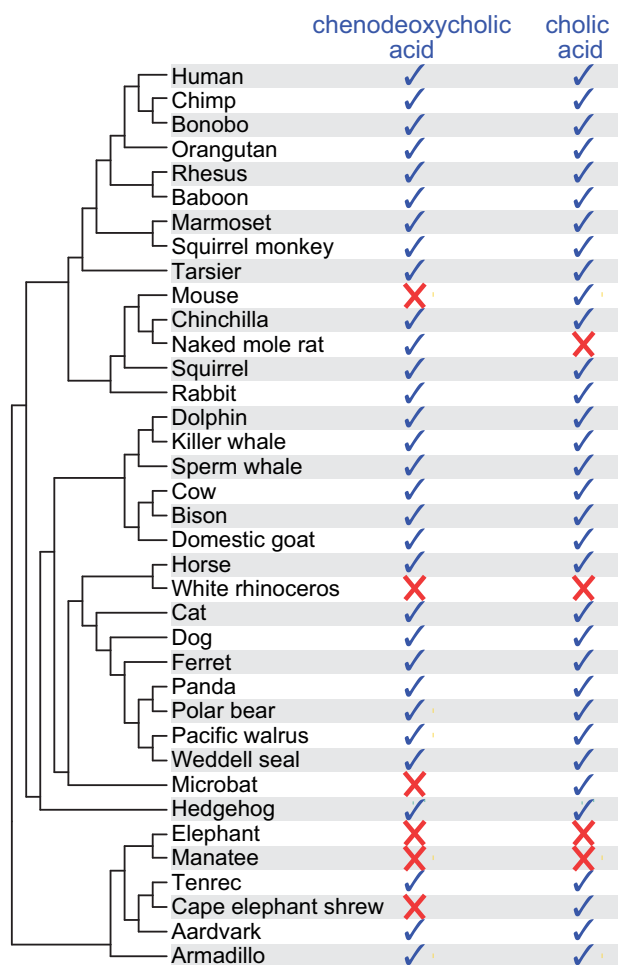 chenodeoxycholic cholic
acid acid
Human ✓ ✓
Chimp ✓ ✓
Bonobo ✓ ✓
Orangutan ✓ ✓
Rhesus ✓ ✓
Baboon ✓ ✓
Marmoset ✓ ✓
Squirrel monkey ✓ ✓
Tarsier ✓ ✓
Mouse ✗ ✓
Chinchilla ✓ ✓
Naked mole rat ✓ ✗
Squirrel ✓ ✓
Rabbit ✓ ✓
Dolphin ✓ ✓
Killer whale ✓ ✓
Sperm whale ✓ ✓
Cow ✓ ✓
Bison ✓ ✓
Domestic goat ✓ ✓
Horse ✓ ✓
White rhinoceros ✗ ✗
Cat ✓ ✓
Dog ✓ ✓
Ferret ✓ ✓
Panda ✓ ✓
Polar bear ✓ ✓
Pacific walrus ✓ ✓
Weddell seal ✓ ✓
Microbat ✗ ✓
Hedgehog ✓ ✓
Elephant ✗ ✗
Manatee ✗ ✗
Tenrec ✓ ✓
Cape elephant shrew ✗ ✓
Aardvark ✓ ✓
Armadillo ✓ ✓